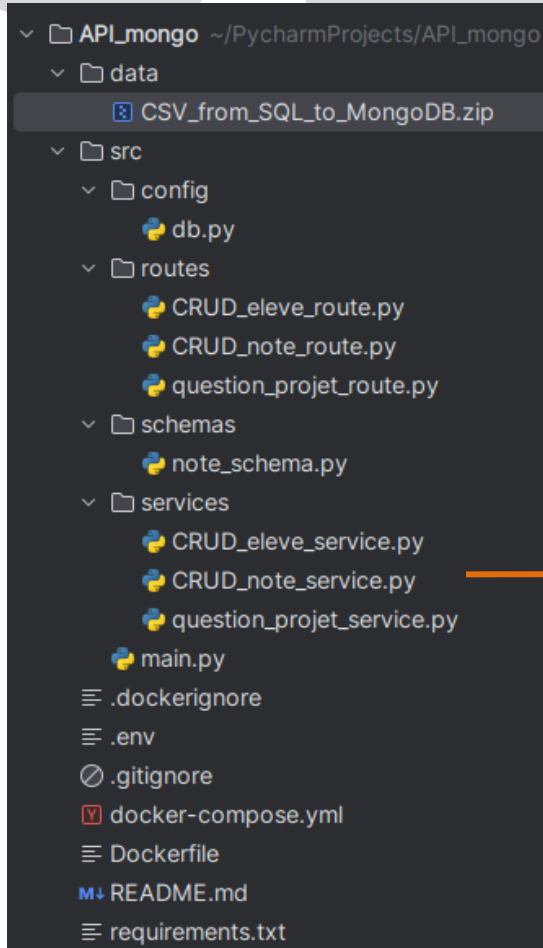 API_mongo ~/PycharmProjects/API_mongo
data
CSV_from_SQL_to_MongoDB.zip
src
config
db.py
routes
CRUD_eleve_route.py
CRUD_note_route.py
question_projet_route.py
schemas
note_schema.py
services
CRUD_eleve_service.py
CRUD_note_service.py
question_projet_service.py
main.py
.dockerignore
.env
.gitignore
Y docker-compose.yml
Dockerfile
M↓ README.md
requirements.txt